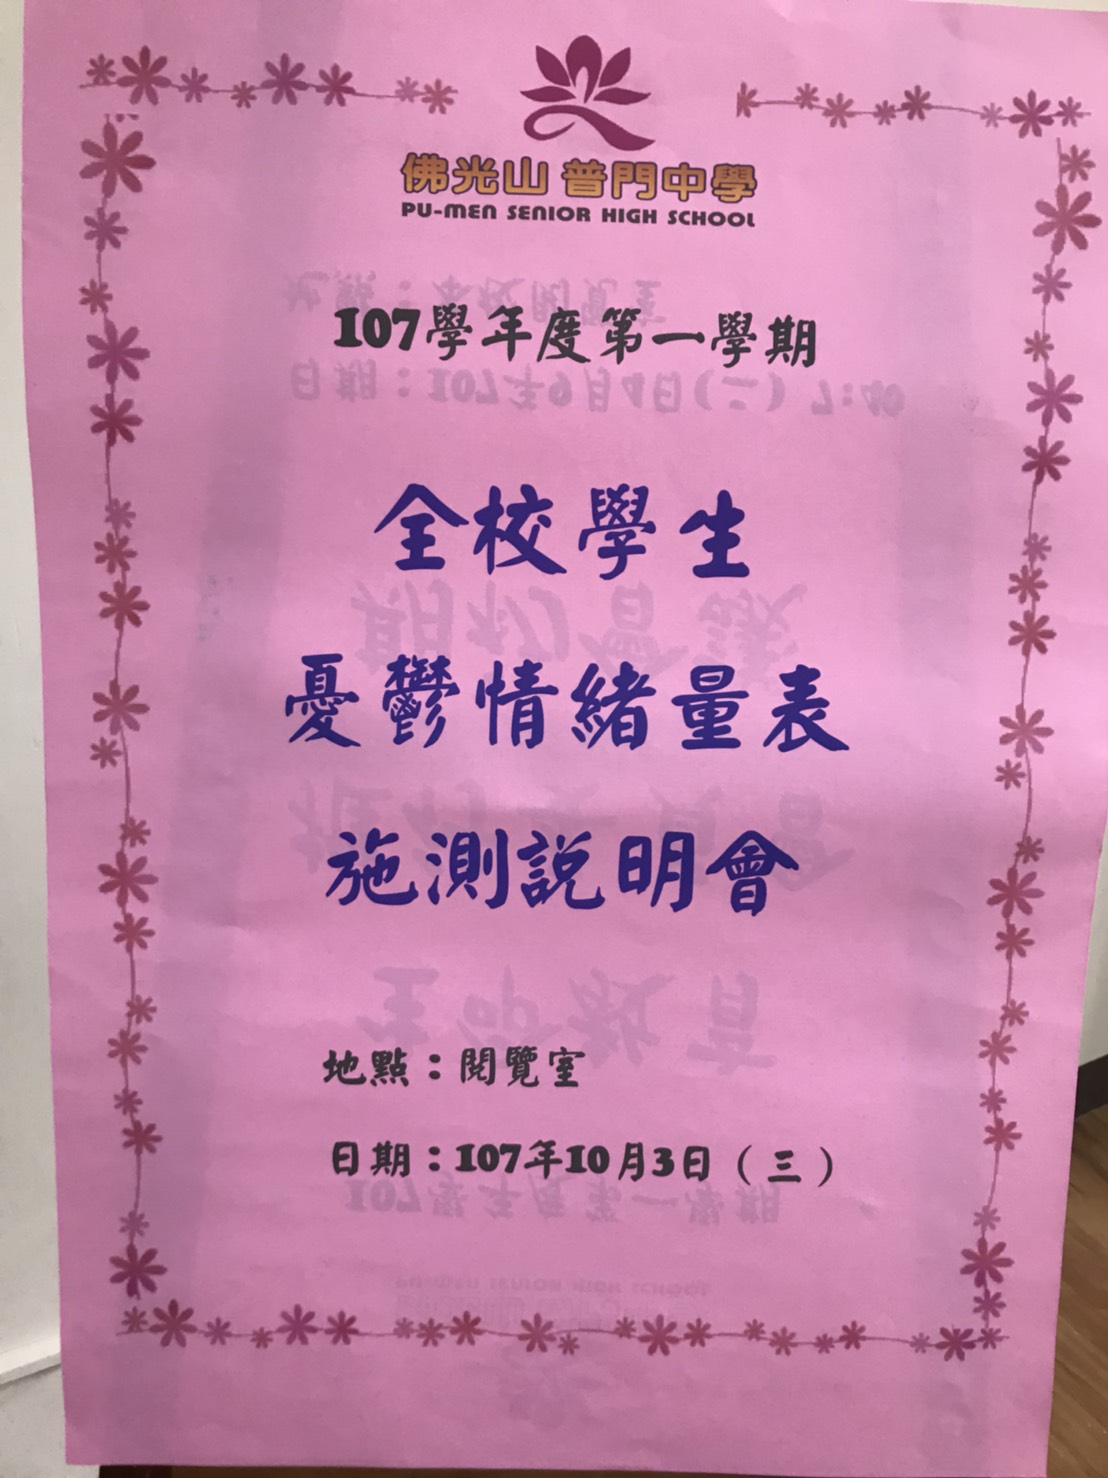 佛光山 普門中學
PU-MEN SENIOR HIGH SCHOOL
107學年度第一學期
全校學生
憂鬱情緒量表
施測說明會
地點：閱覽室
日期：107年10月3日（三）